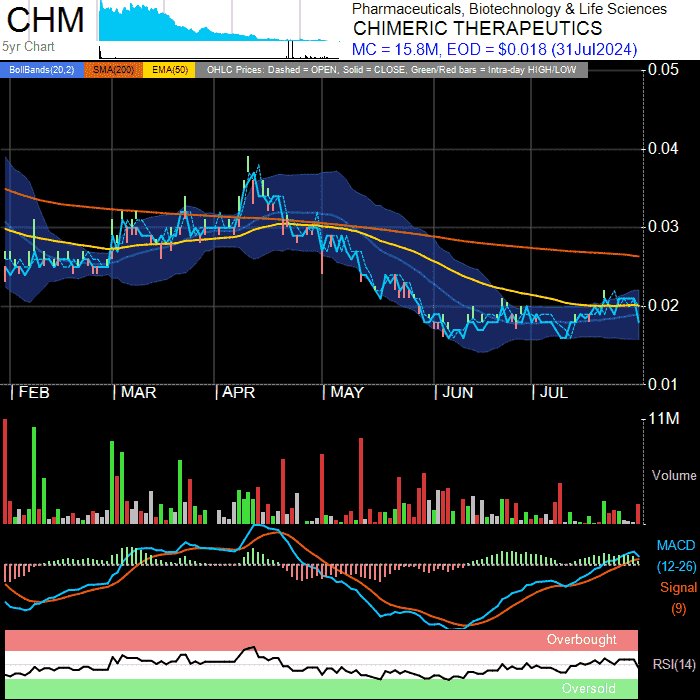 CHM
5yr Chart
Pharmaceuticals, Biotechnology & Life Sciences
CHIMERIC THERAPEUTICS
MC = 15.8M, EOD = $0.018 (31Jul2024)
BollBands(20,2) SMA(200) EMA(50) OHLC Prices: Dashed = OPEN, Solid = CLOSE, Green/Red bars = Intra-day HIGH/LOW
0.05
0.04
0.03
0.02
0.01
FEB MAR APR MAY JUN JUL
11M
Volume
MACD
(12-26)
Signal
(9)
Overbought
RSI(14)
Oversold